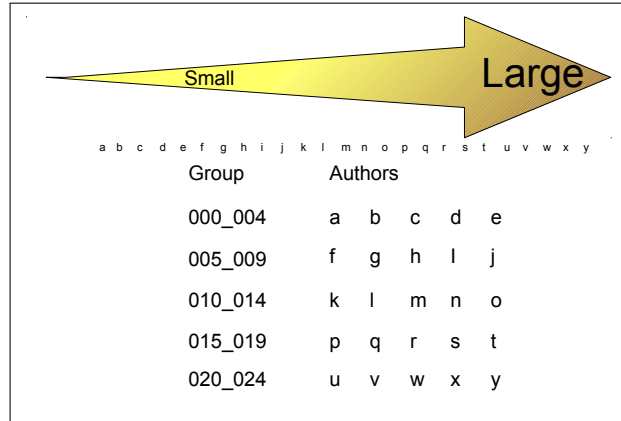 Small Large
a b c d e f g h i j k l m n o p q r s t u v w x y
Group Authors
000_004 a b c d e
005_009 f g h I j
010_014 k l m n o
015_019 p q r s t
020_024 u v w x y